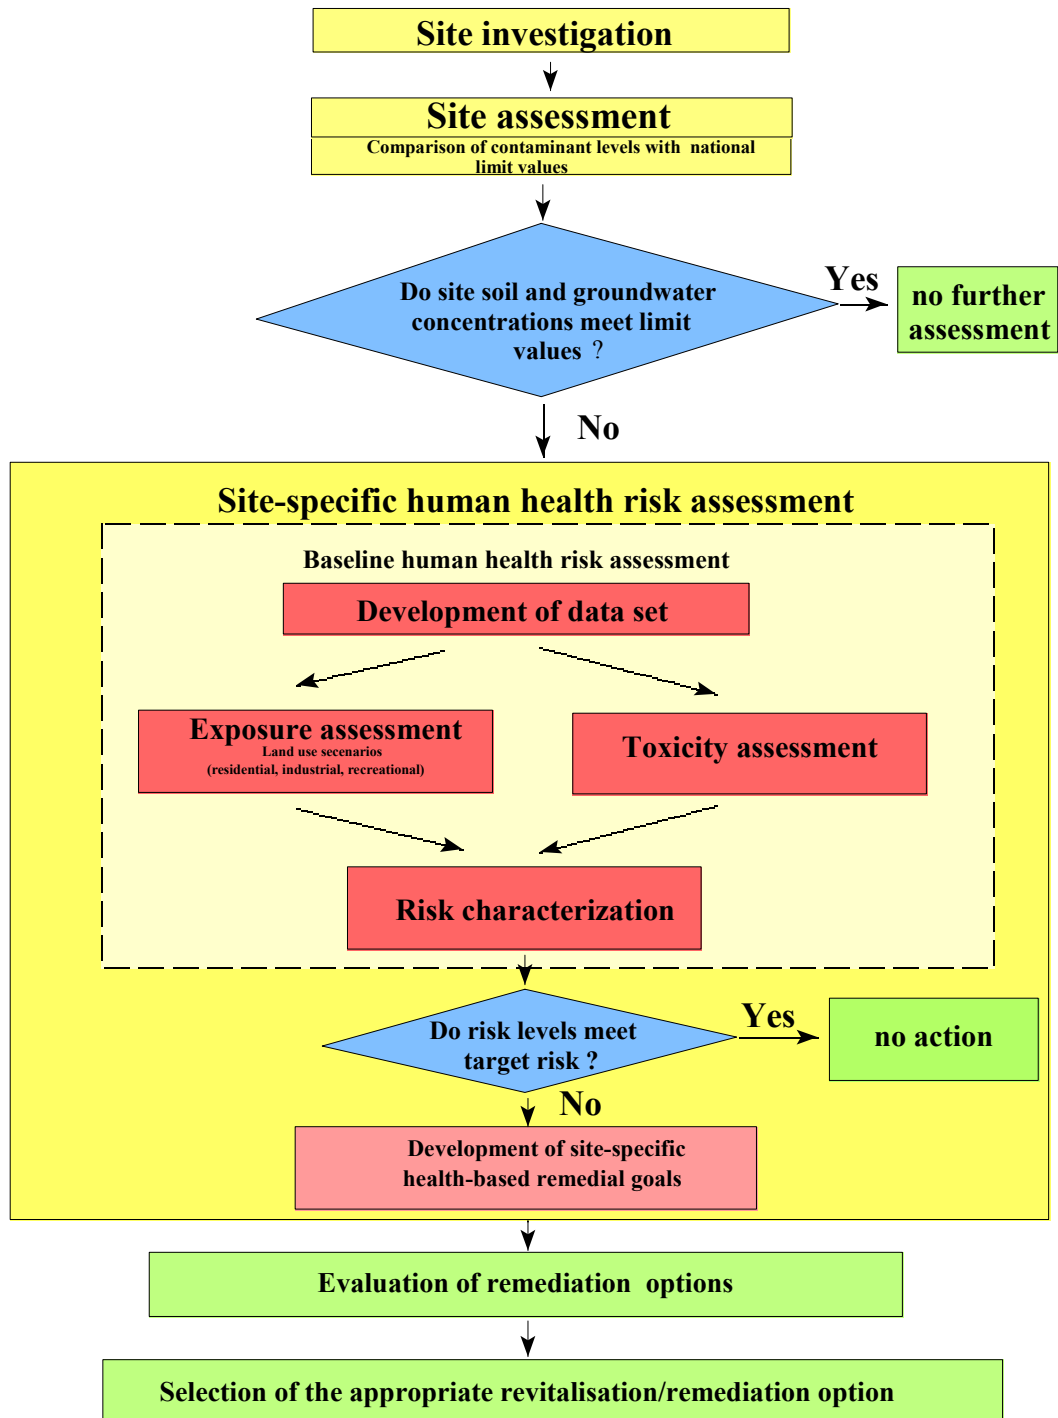 Site investigation
Site assessment
Comparison of contaminant levels with national
limit values
Do site soil and groundwater
concentrations meet limit
values ?
Yes
no further
assessment
No
Site-specific human health risk assessment
Baseline human health risk assessment
Development of data set
Exposure assessment
Land use secenarios
(residential, industrial, recreational)
Toxicity assessment
Risk characterization
Do risk levels meet
target risk ?
Yes
no action
No
Development of site-specific
health-based remedial goals
Evaluation of remediation options
Selection of the appropriate revitalisation/remediation option